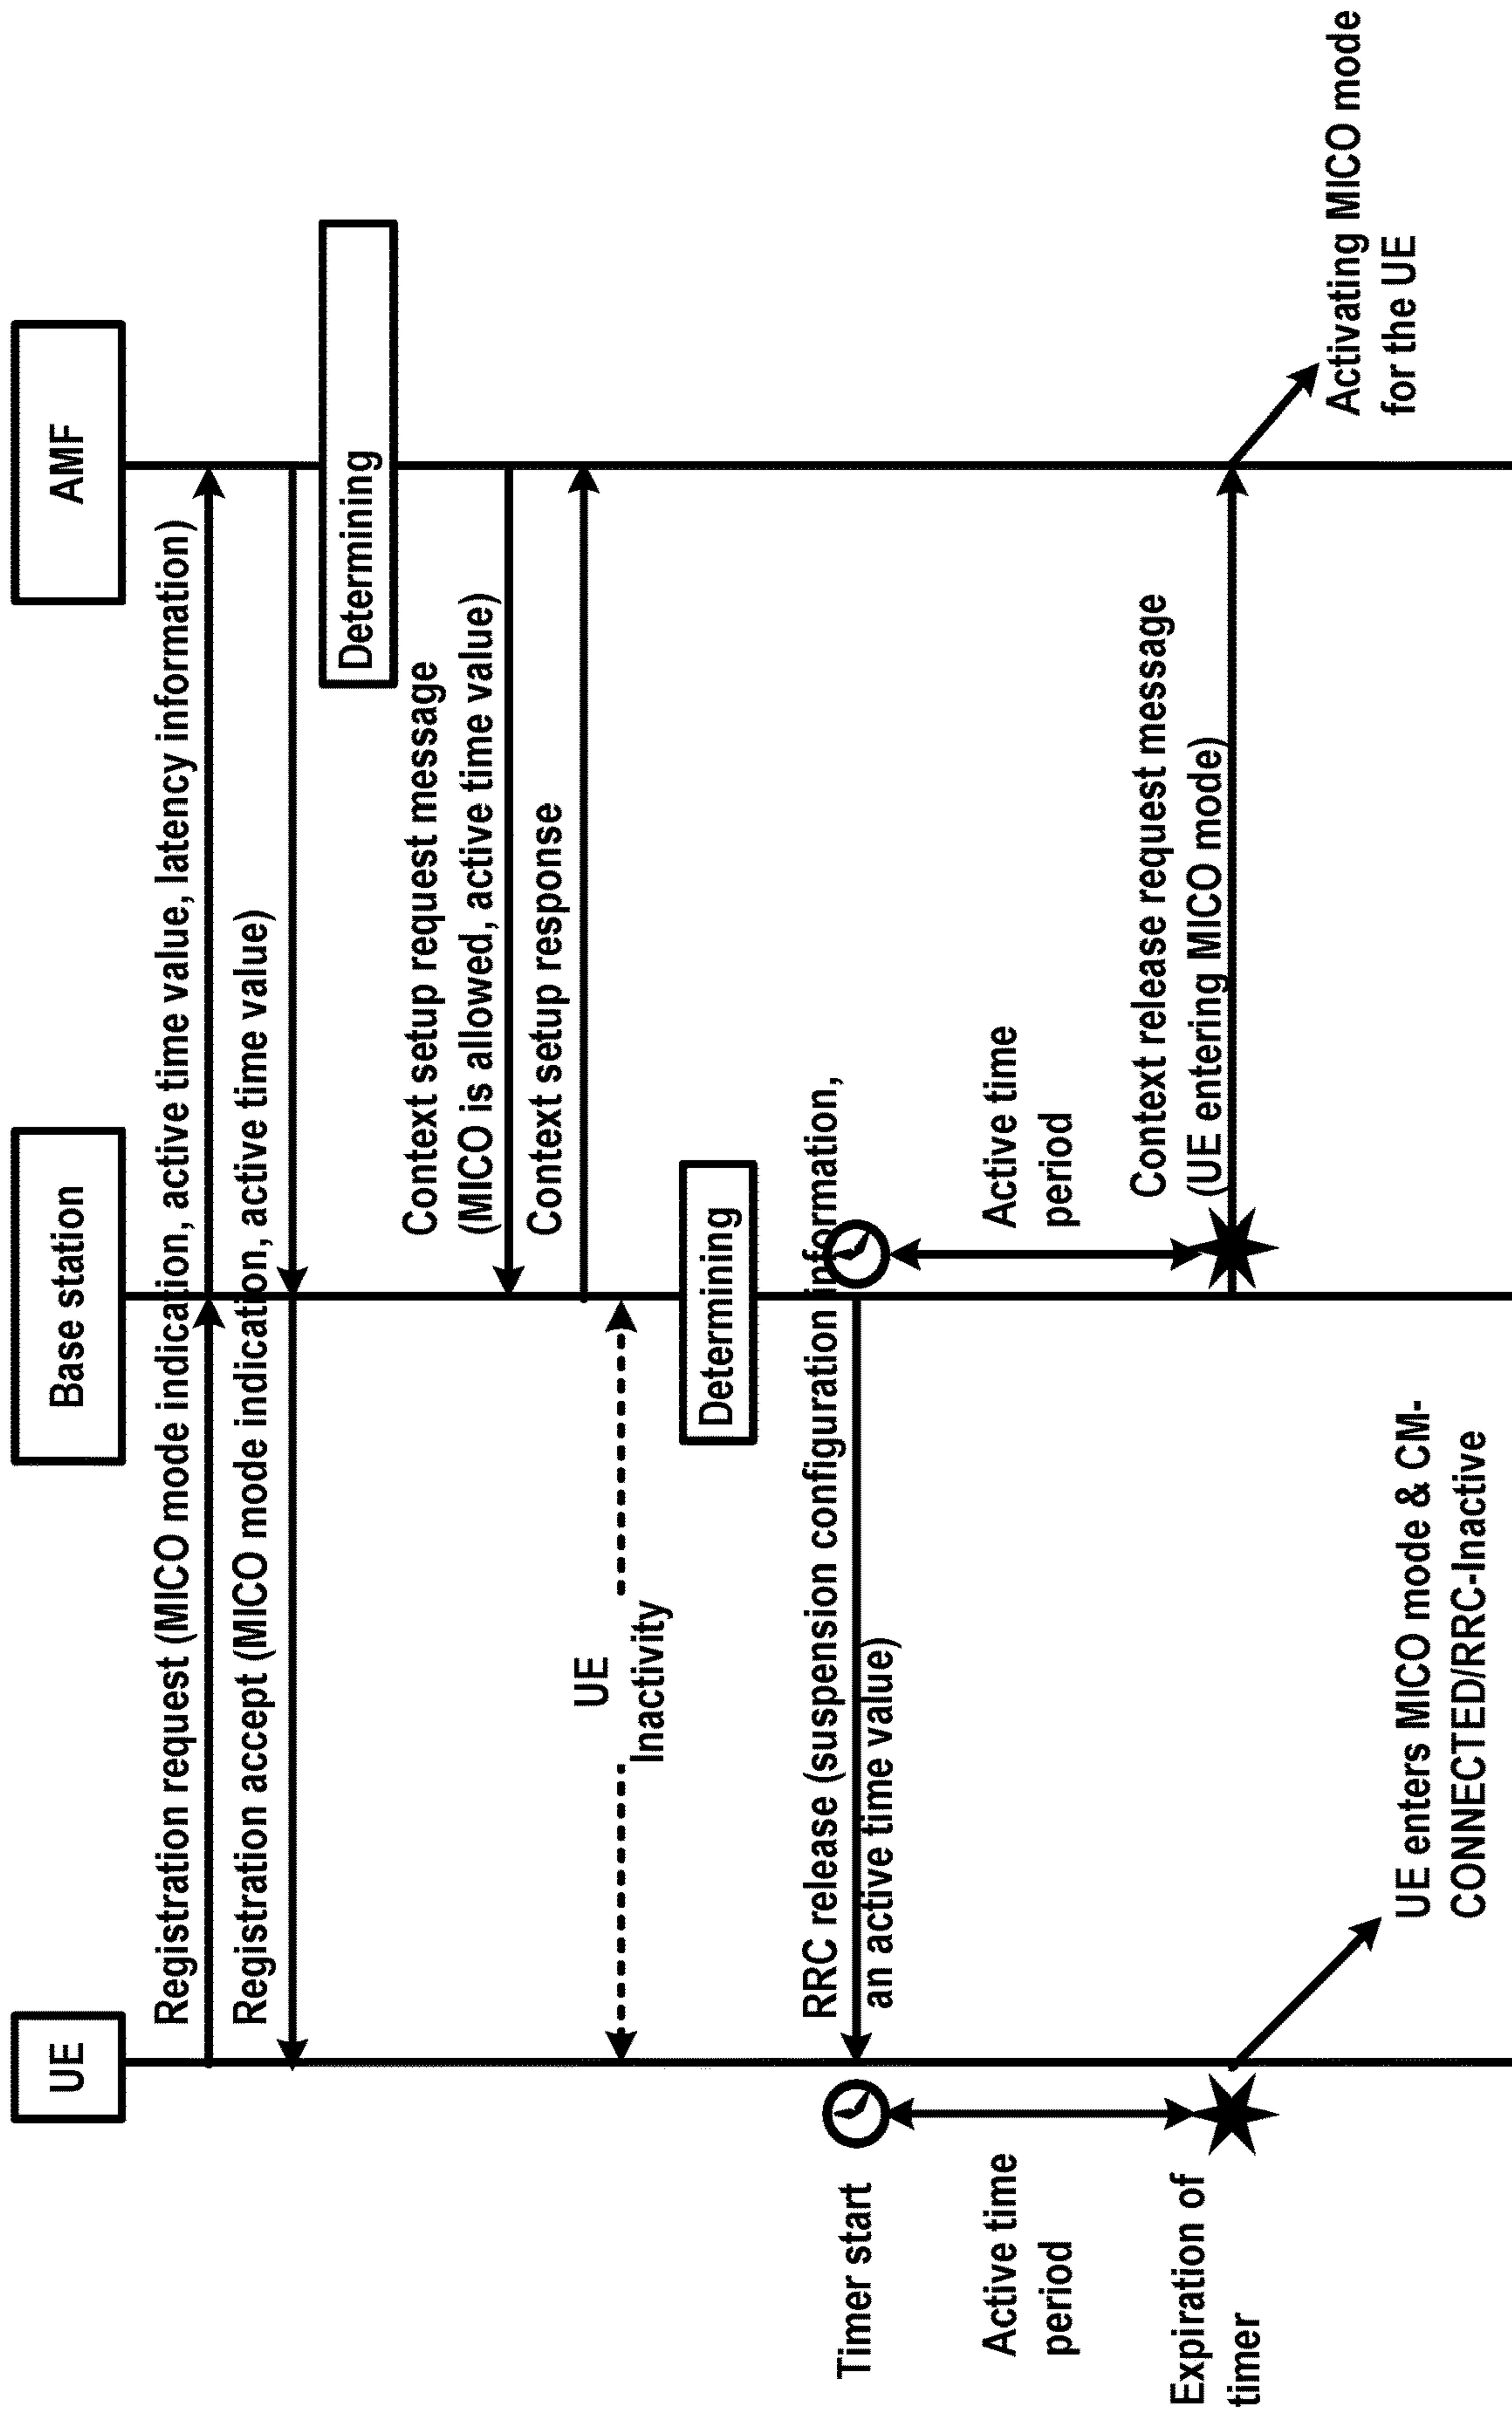 UE
Base station
AMF
Registration request (MICO mode indication, active time value, latency information)
Registration accept (MICO mode indication, active time value)
Determining
Context setup request message
(MICO is allowed, active time value)
Context setup response
UE
Inactivity
Determining
RRC release (suspension configuration information,
an active time value)
Timer start
Active time
period
Active time
period
Expiration of
timer
Context release request message
(UE entering MICO mode)
Activating MICO mode
for the UE
UE enters MICO mode & CM-
CONNECTED/RRC-Inactive